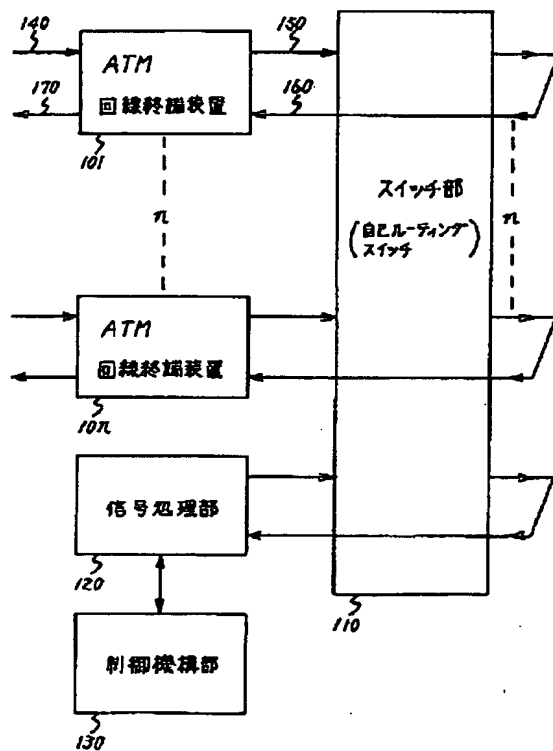 140
150
ATM
回線終端装置
170
160
101
n
スイッチ部
(自己ルーティング
スイッチ)
n
ATM
回線終端装置
10n
信号処理部
120
110
制御機構部
130